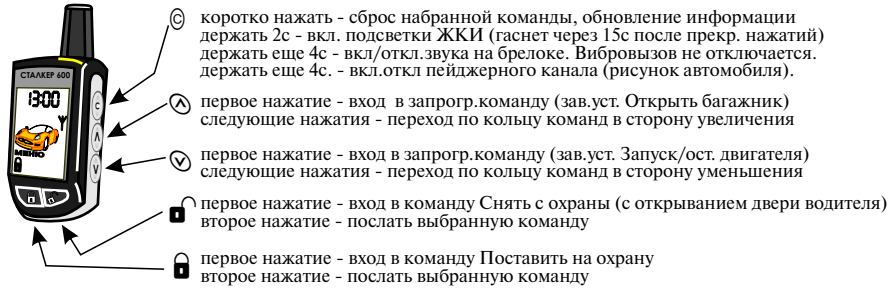 C коротко нажать - сброс набранной команды, обновление информации
держать 2с - вкл. подсветки ЖКИ (гаснет через 15с после прекр. нажатий)
держать еще 4с - вкл/откл.звука на брелоке. Вибровызов не отключается.
держать еще 4с. - вкл.откл пейджерного канала (рисунок автомобиля).
СТАЛКЕР 600
13:00
МЕНЮ
C
первое нажатие - вход в запрогр.команду (зав.уст. Открыть багажник)
следующие нажатия - переход по кольцу команд в сторону увеличения
первое нажатие - вход в запрогр.команду (зав.уст. Запуск/ост. двигателя)
следующие нажатия - переход по кольцу команд в сторону уменьшения
первое нажатие - вход в команду Снять с охраны (с открыванием двери водителя)
второе нажатие - послать выбранную команду
первое нажатие - вход в команду Поставить на охрану
второе нажатие - послать выбранную команду